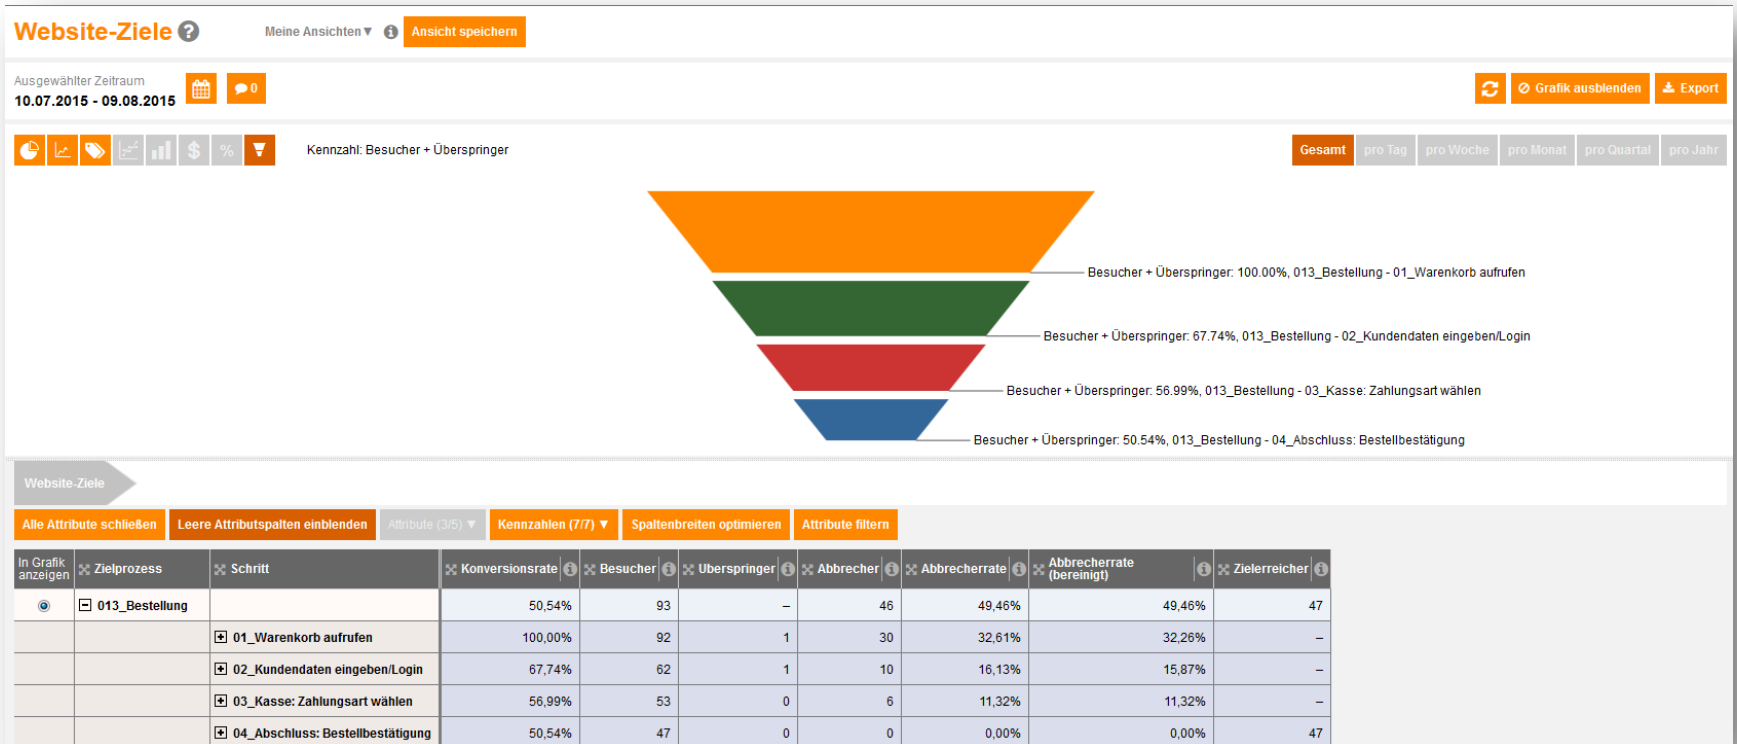 Website-Ziele ?
Meine Ansichten ▼ Ansicht speichern
Ausgewählter Zeitraum
10.07.2015 - 09.08.2015
0
Grafik ausblenden
Export
$ %
Kennzahl: Besucher + Überspringer
Gesamt pro Tag pro Woche pro Monat pro Quartal pro Jahr
Besucher + Überspringer: 100.00%, 013_Bestellung - 01_Warenkorb aufrufen
Besucher + Überspringer: 67.74%, 013_Bestellung - 02_Kundendaten eingeben/Login
Besucher + Überspringer: 56.99%, 013_Bestellung - 03_Kasse: Zahlungsart wählen
Besucher + Überspringer: 50.54%, 013_Bestellung - 04_Abschluss: Bestellbestätigung
Website-Ziele
Alle Attribute schließen Leere Attributspalten einblenden Attribute (3/5) ▼ Kennzahlen (7/7) ▼ Spaltenbreiten optimieren Attribute filtern
In Grafik anzeigen Zielprozess Schritt Konversionsrate Besucher Überspringer Abbrecher Abbrecherrate Abbrecherrate (bereinigt) Zielerreicher
013_Bestellung 50,54% 93 – 46 49,46% 49,46% 47
01_Warenkorb aufrufen 100,00% 92 1 30 32,61% 32,26% –
02_Kundendaten eingeben/Login 67,74% 62 1 10 16,13% 15,87% –
03_Kasse: Zahlungsart wählen 56,99% 53 0 6 11,32% 11,32% –
04_Abschluss: Bestellbestätigung 50,54% 47 0 0 0,00% 0,00% 47